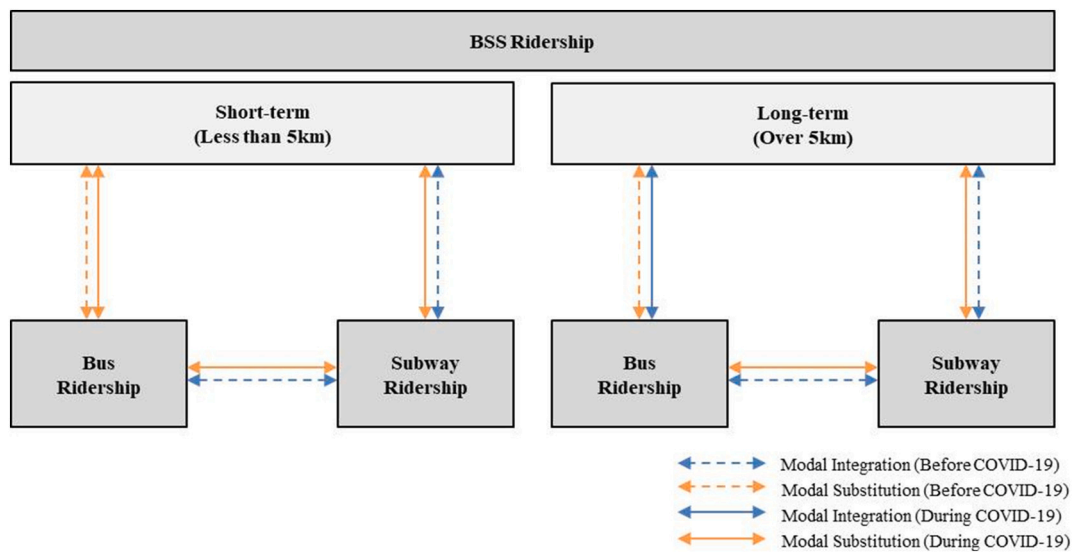 BSS Ridership
Short-term
(Less than 5km)
Long-term
(Over 5km)
Bus
Ridership
Subway
Ridership
Bus
Ridership
Subway
Ridership
Modal Integration (Before COVID-19)
Modal Substitution (Before COVID-19)
Modal Integration (During COVID-19)
Modal Substitution (During COVID-19)